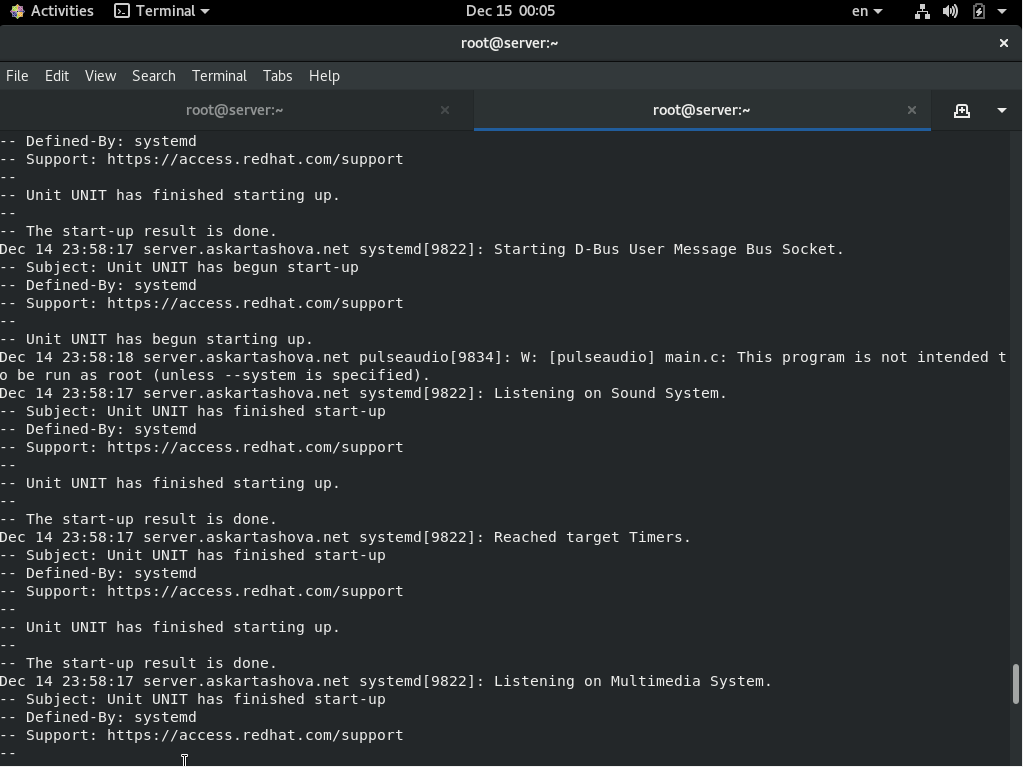 Activities Terminal Dec 15 00:05 en
root@server:~
File Edit View Search Terminal Tabs Help
root@server:~ root@server:~
-- Defined-By: systemd
-- Support: https://access.redhat.com/support
--
-- Unit UNIT has finished starting up.
--
-- The start-up result is done.
Dec 14 23:58:17 server.askartashova.net systemd[9822]: Starting D-Bus User Message Bus Socket.
-- Subject: Unit UNIT has begun start-up
-- Defined-By: systemd
-- Support: https://access.redhat.com/support
--
-- Unit UNIT has begun starting up.
Dec 14 23:58:18 server.askartashova.net pulseaudio[9834]: W: [pulseaudio] main.c: This program is not intended t
o be run as root (unless --system is specified).
Dec 14 23:58:17 server.askartashova.net systemd[9822]: Listening on Sound System.
-- Subject: Unit UNIT has finished start-up
-- Defined-By: systemd
-- Support: https://access.redhat.com/support
--
-- Unit UNIT has finished starting up.
--
-- The start-up result is done.
Dec 14 23:58:17 server.askartashova.net systemd[9822]: Reached target Timers.
-- Subject: Unit UNIT has finished start-up
-- Defined-By: systemd
-- Support: https://access.redhat.com/support
--
-- Unit UNIT has finished starting up.
--
-- The start-up result is done.
Dec 14 23:58:17 server.askartashova.net systemd[9822]: Listening on Multimedia System.
-- Subject: Unit UNIT has finished start-up
-- Defined-By: systemd
-- Support: https://access.redhat.com/support
--